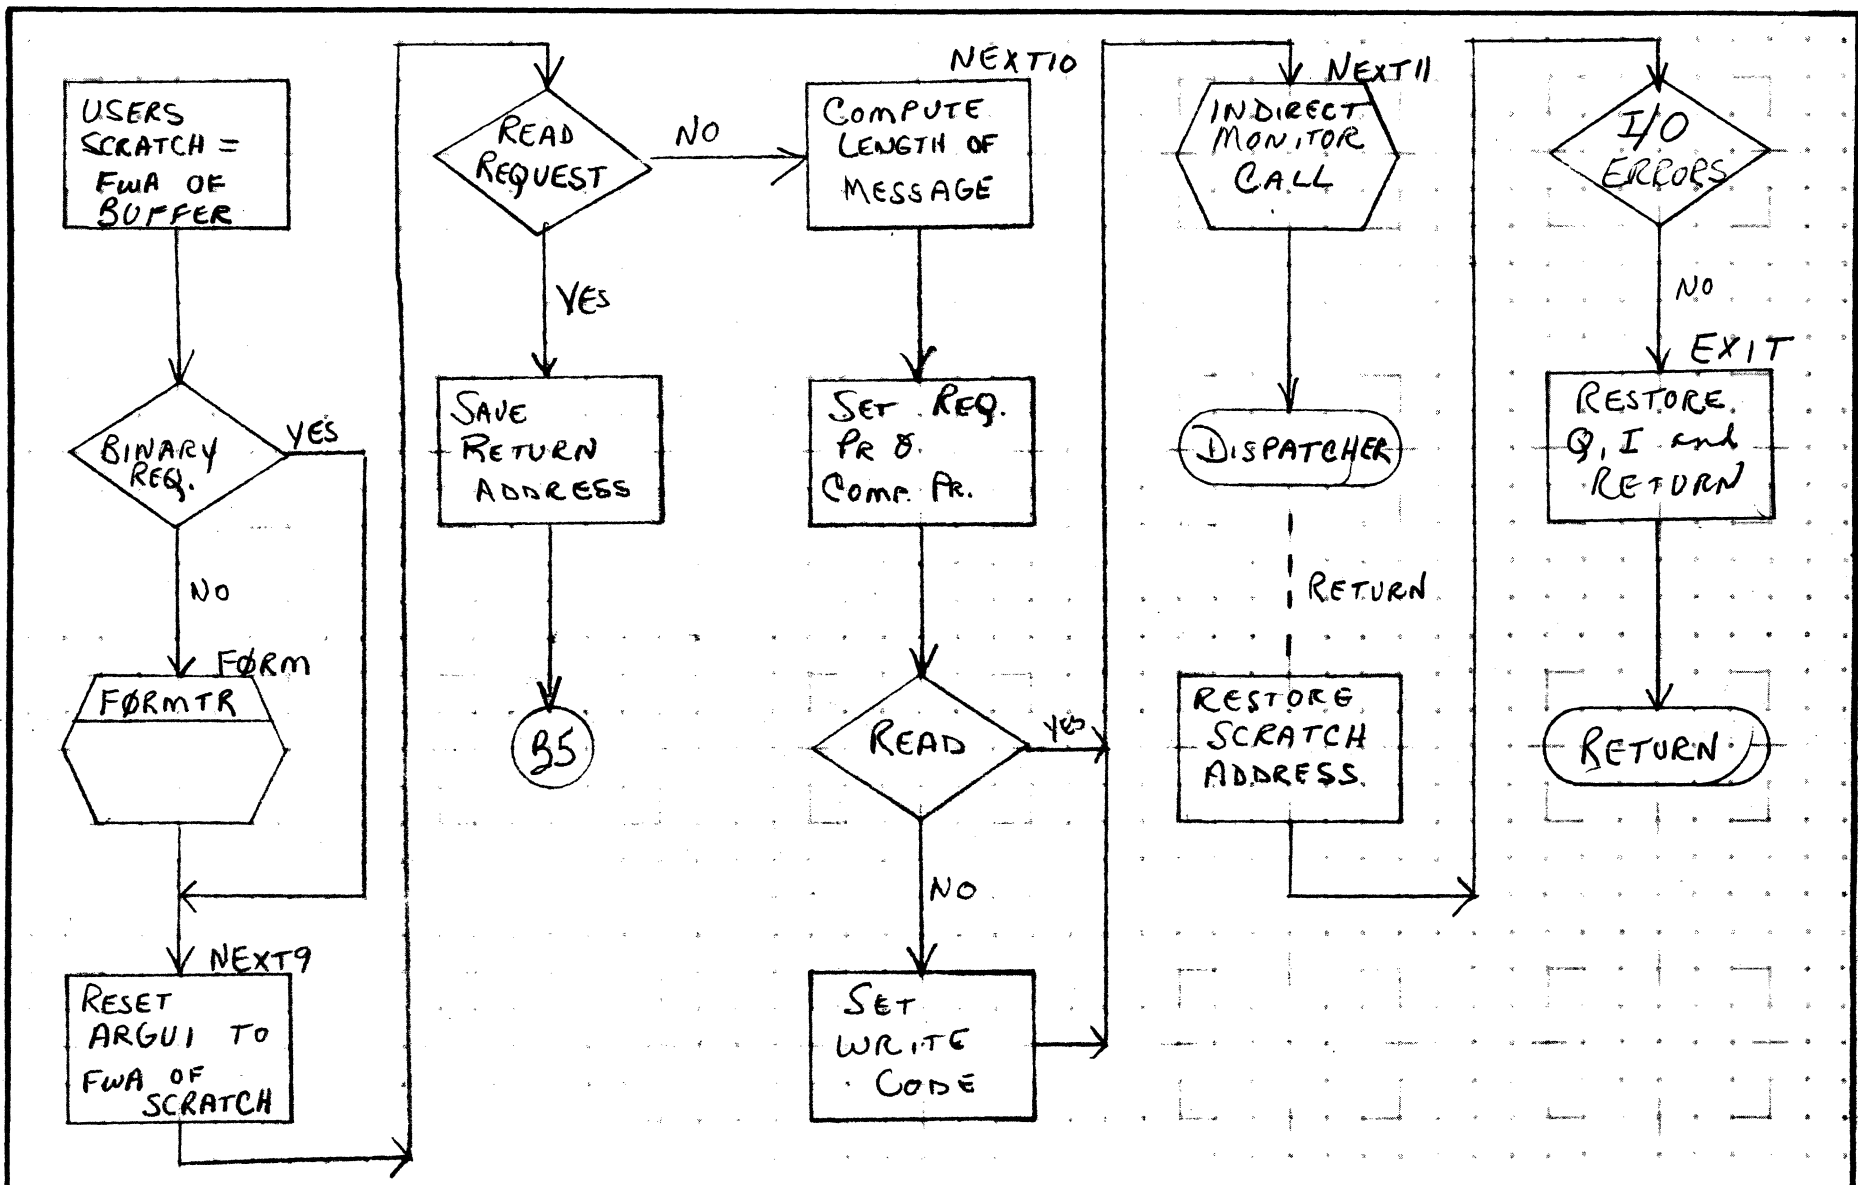 USERS
SCRATCH =
FWA OF
BUFFER
BINARY
REQ.
YES
NO
FØRM
FØRMTR
NEXT9
RESET
ARGU1 TO
FWA OF
SCRATCH
READ
REQUEST
NO
YES
SAVE
RETURN
ADDRESS
B5
NEXT10
COMPUTE
LENGTH OF
MESSAGE
SET REQ.
PR &
COMP. PR.
READ
YES
NO
SET
WRITE
CODE
NEXT11
INDIRECT
MONITOR
CALL
DISPATCHER
RETURN
RESTORE
SCRATCH
ADDRESS.
I/O
ERRORS
NO
EXIT
RESTORE
Q, I and
RETURN
RETURN